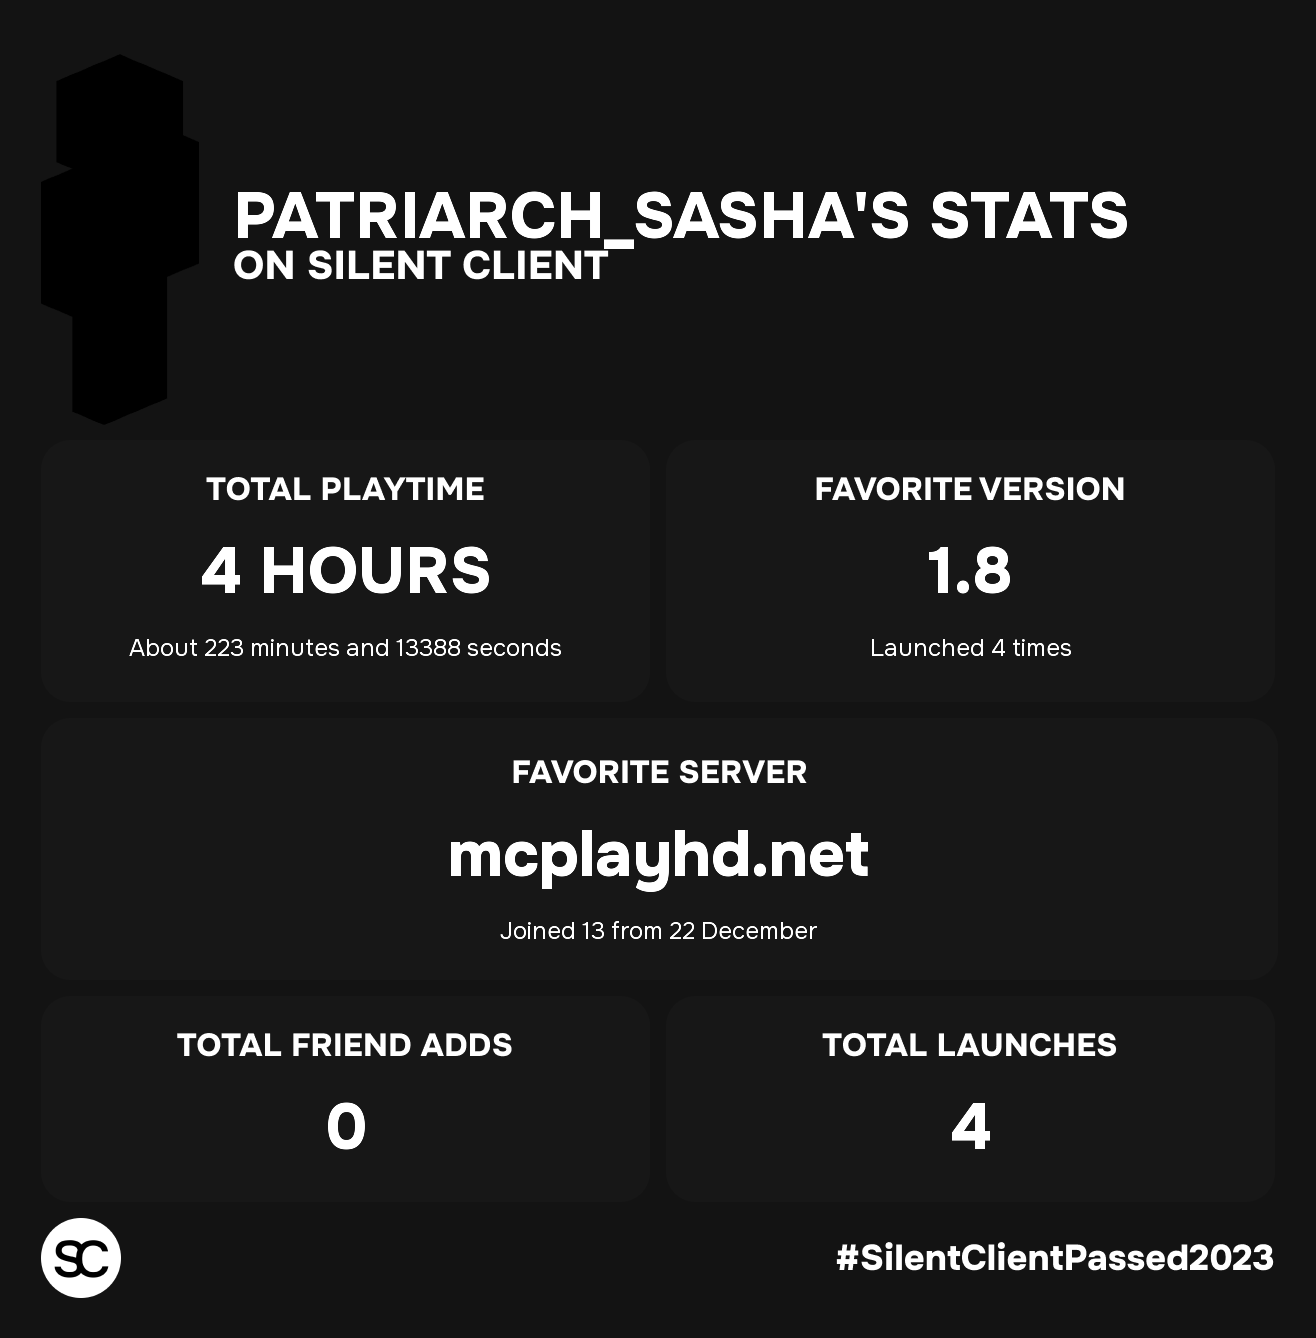 PATRIARCH_SASHA'S STATS
ON SILENT CLIENT
TOTAL PLAYTIME
4 HOURS
About 223 minutes and 13388 seconds
FAVORITE VERSION
1.8
Launched 4 times
FAVORITE SERVER
mcplayhd.net
Joined 13 from 22 December
TOTAL FRIEND ADDS
0
TOTAL LAUNCHES
4
SC
#SilentClientPassed2023